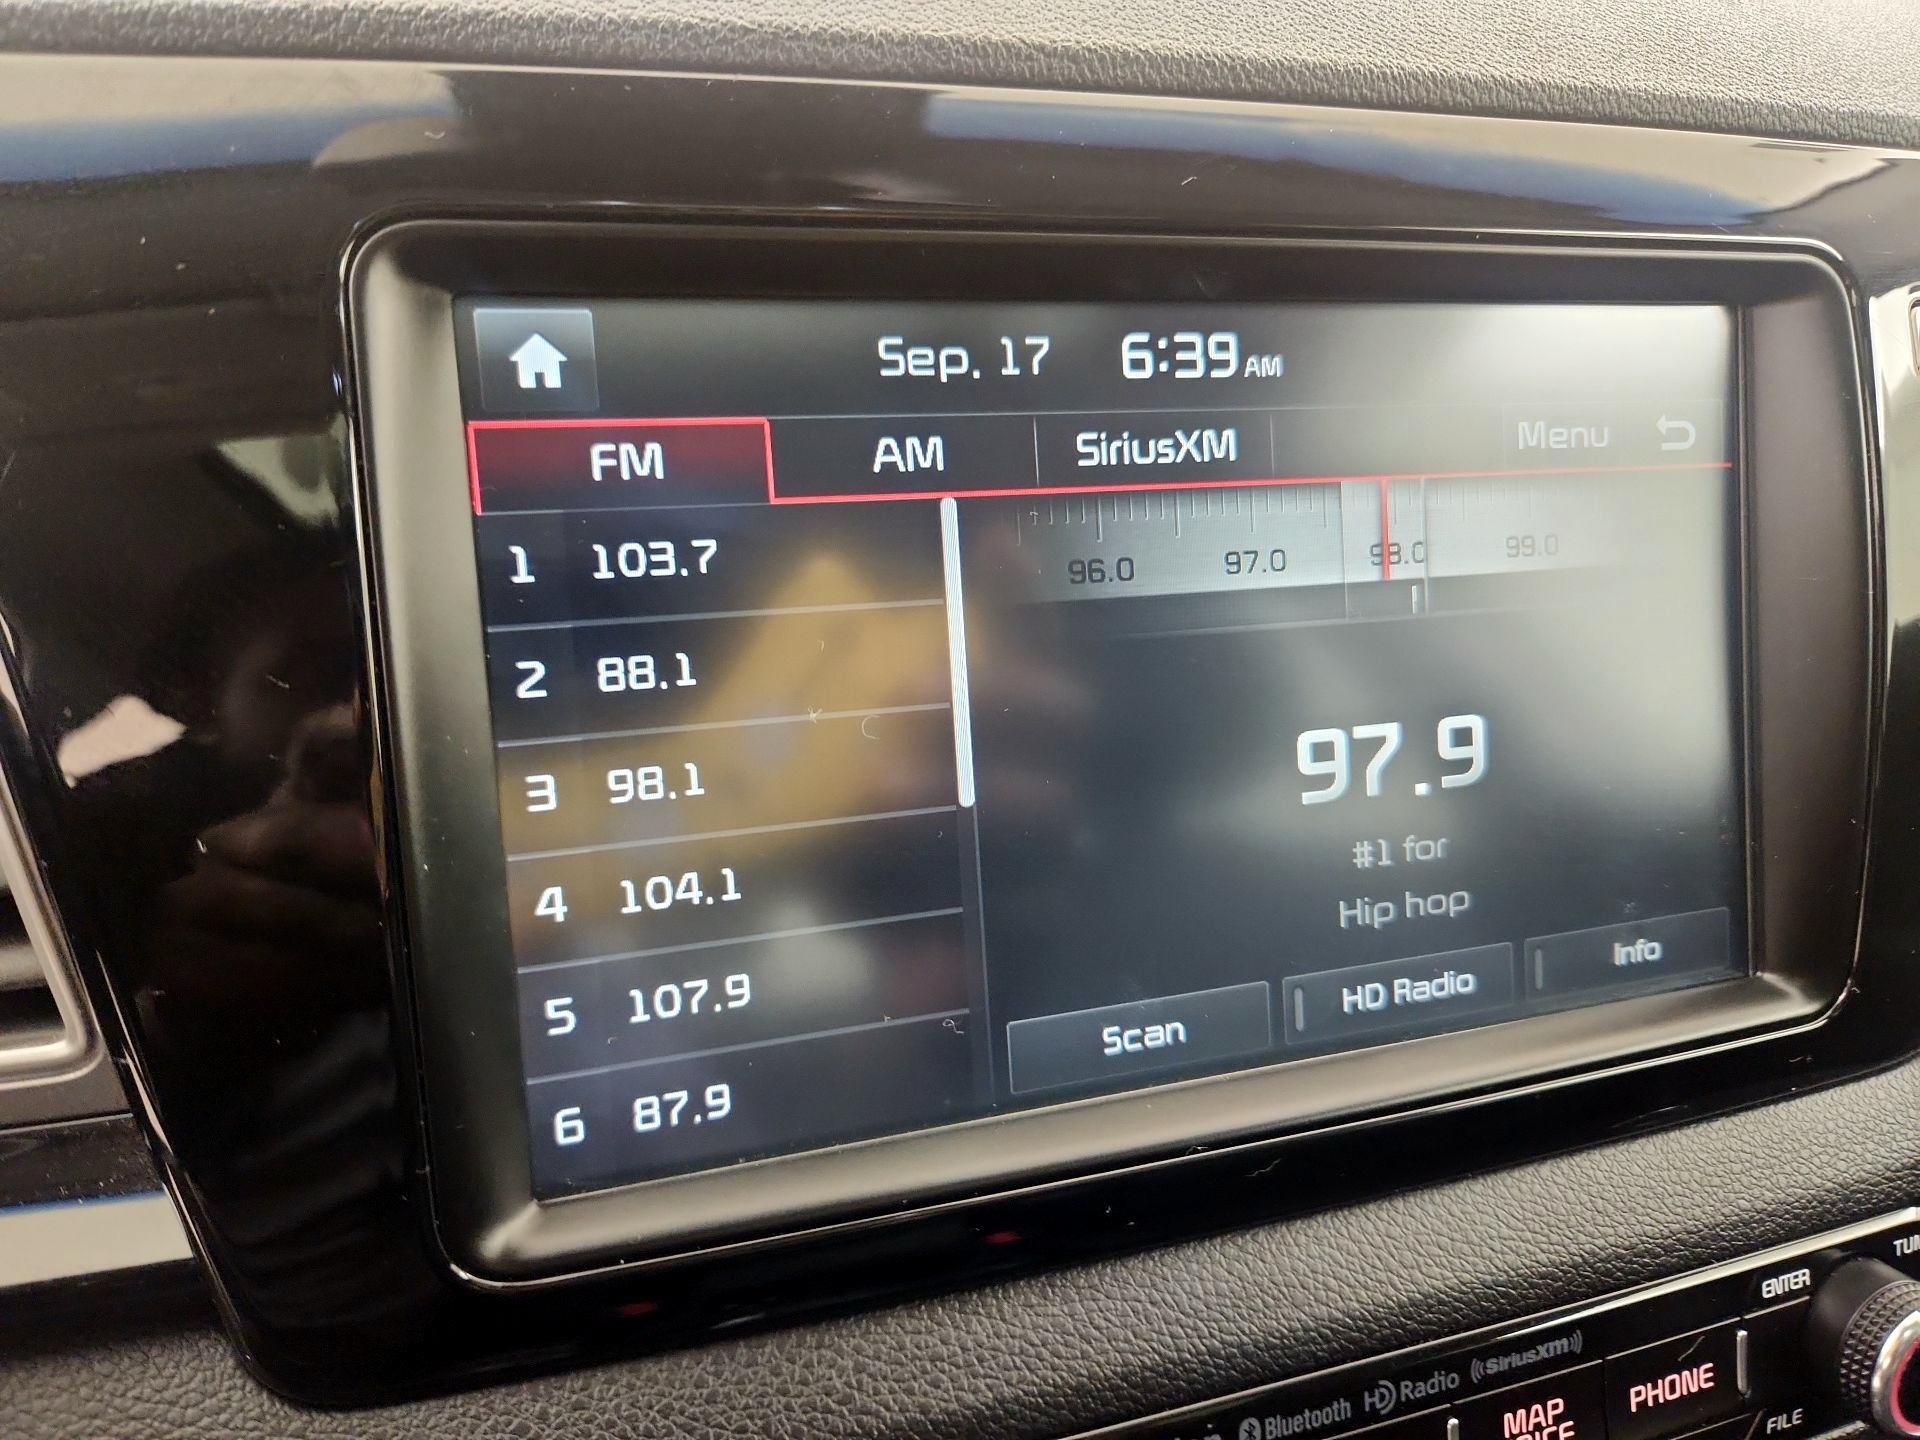 Sep. 17 6:39 AM
FM AM SiriusXM Menu
96.0 97.0 98.0 99.0
1 103.7
2 88.1
3 98.1
4 104.1
5 107.9
6 87.9
97.9
#1 for
Hip hop
Scan HD Radio Info
ENTER
Bluetooth HD Radio ((SiriusXM))
MAP
PHONE
FILE